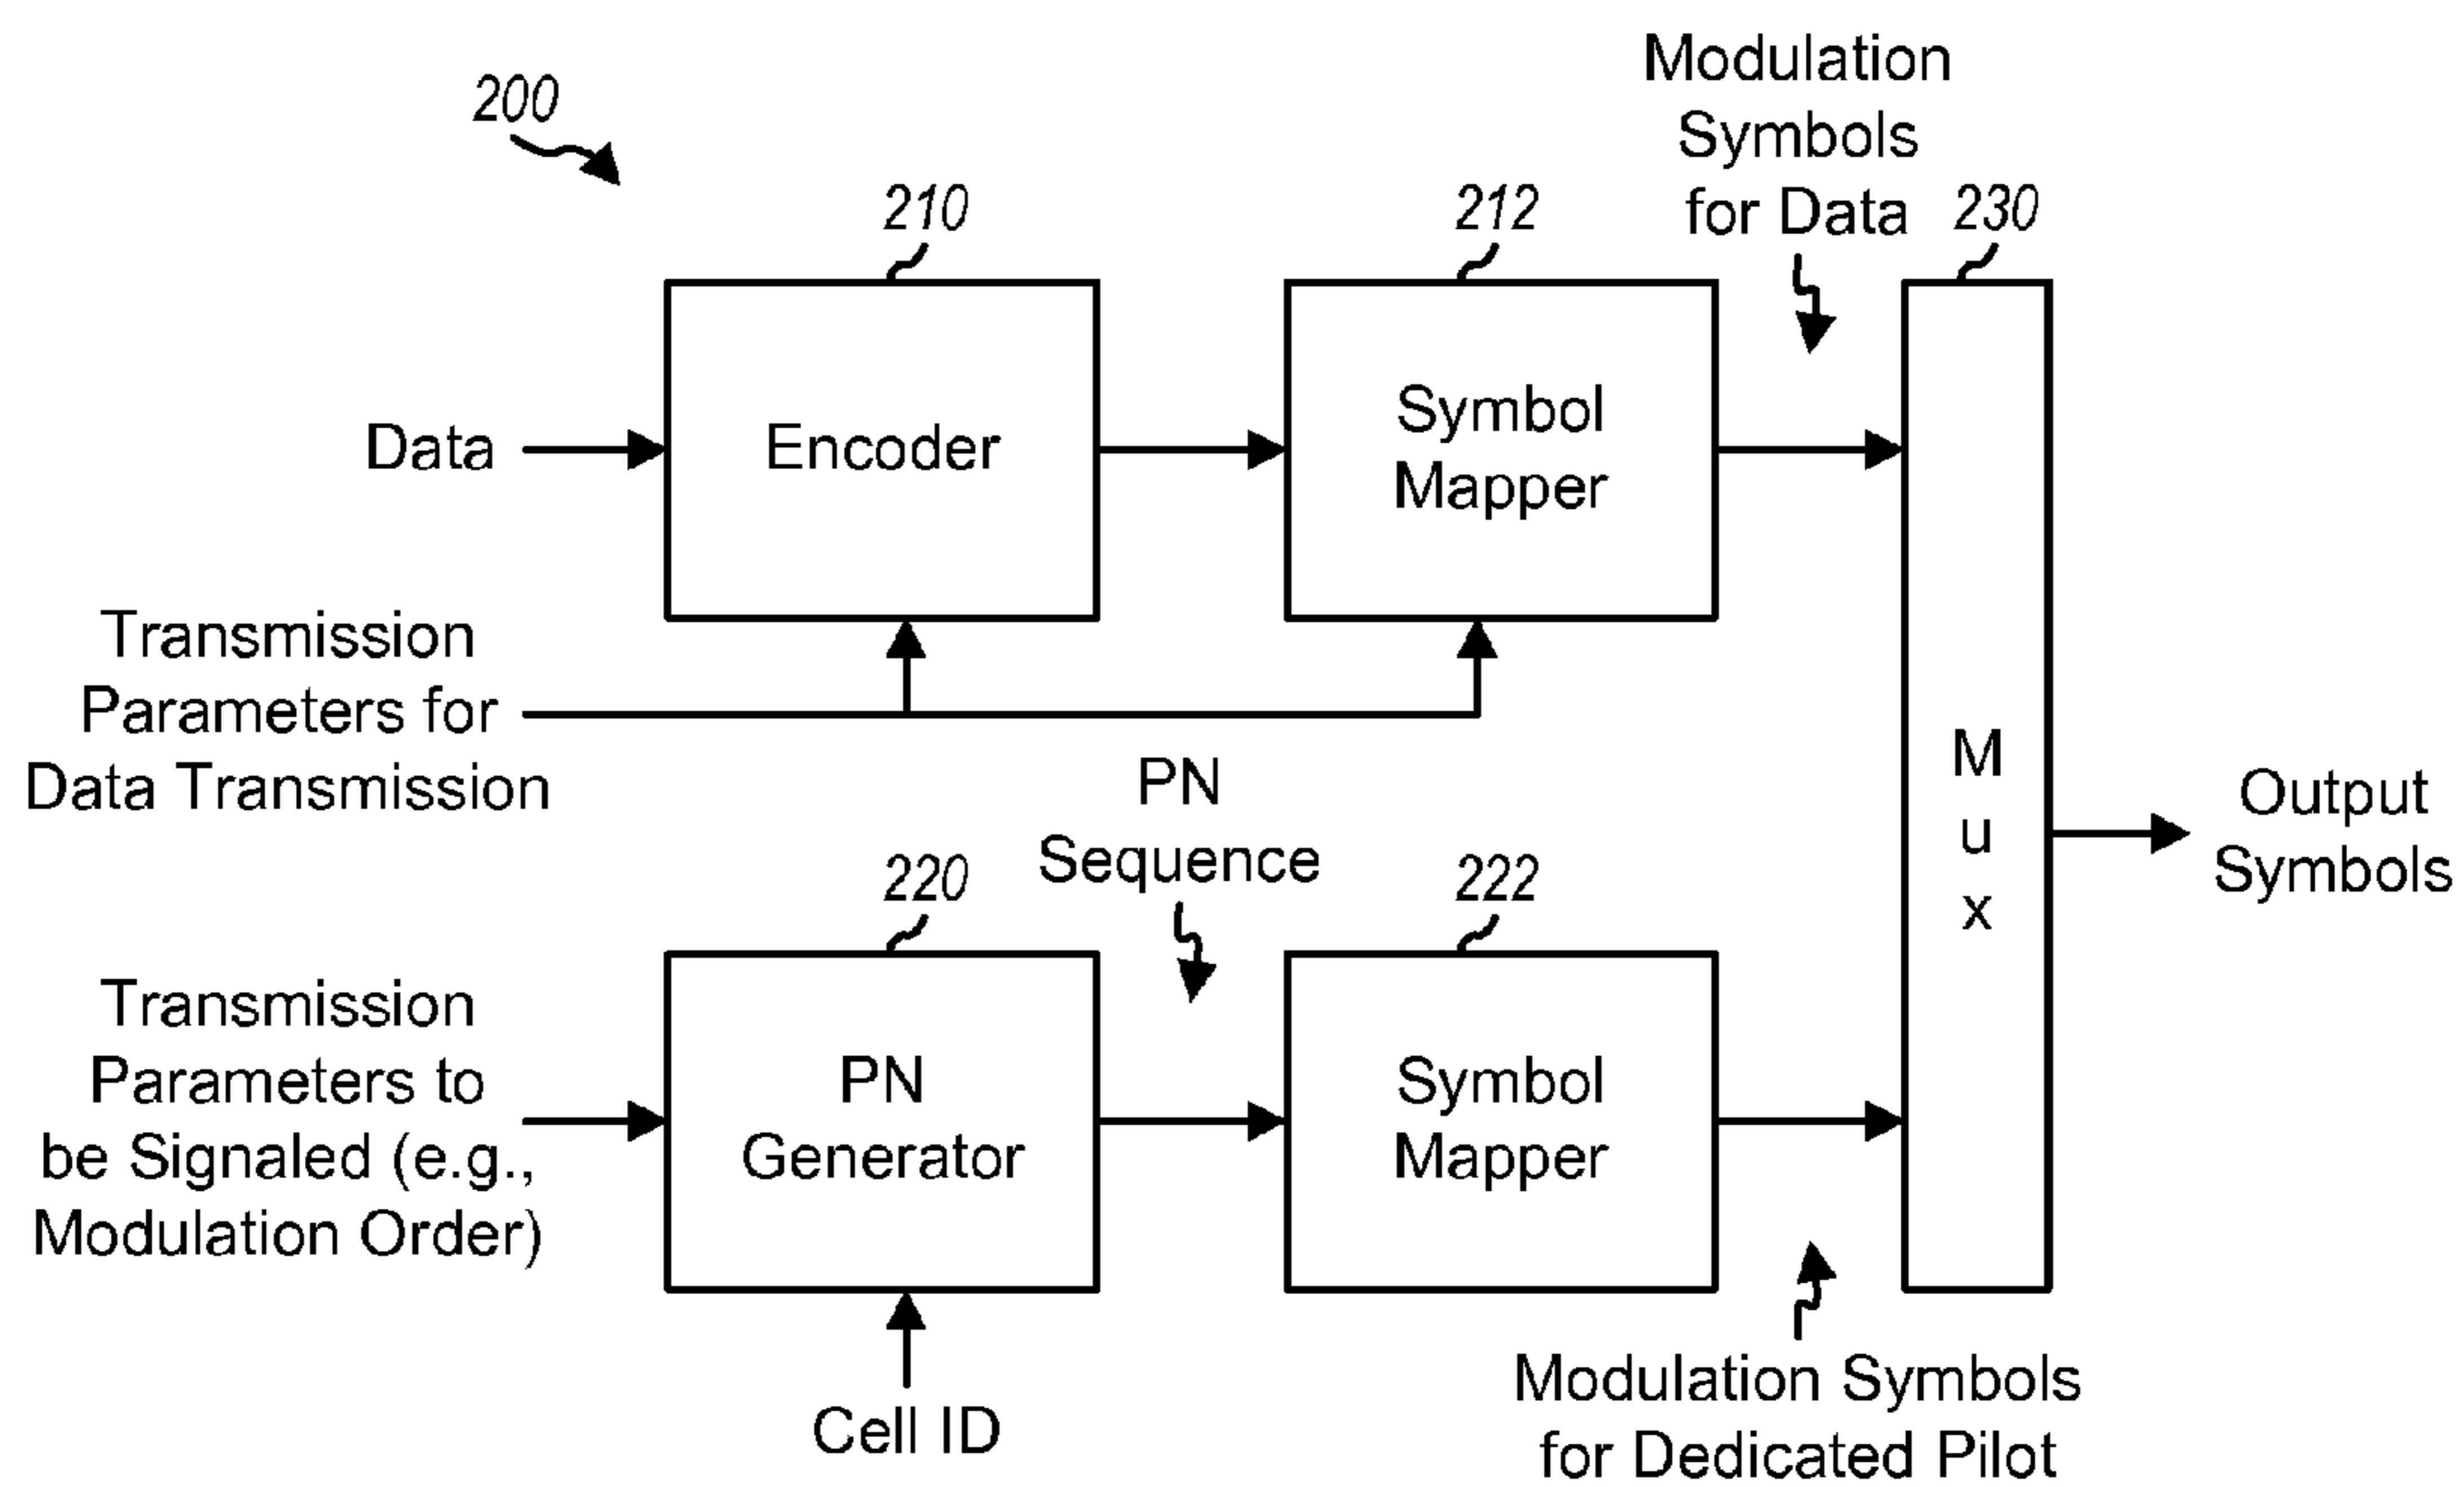 200
Modulation
Symbols
for Data
210
212
230
Data
Encoder
Symbol
Mapper
Transmission
Parameters for
Data Transmission
PN
Sequence
M
u
x
Output
Symbols
220
222
Transmission
Parameters to
be Signaled (e.g.,
Modulation Order)
PN
Generator
Symbol
Mapper
Cell ID
Modulation Symbols
for Dedicated Pilot